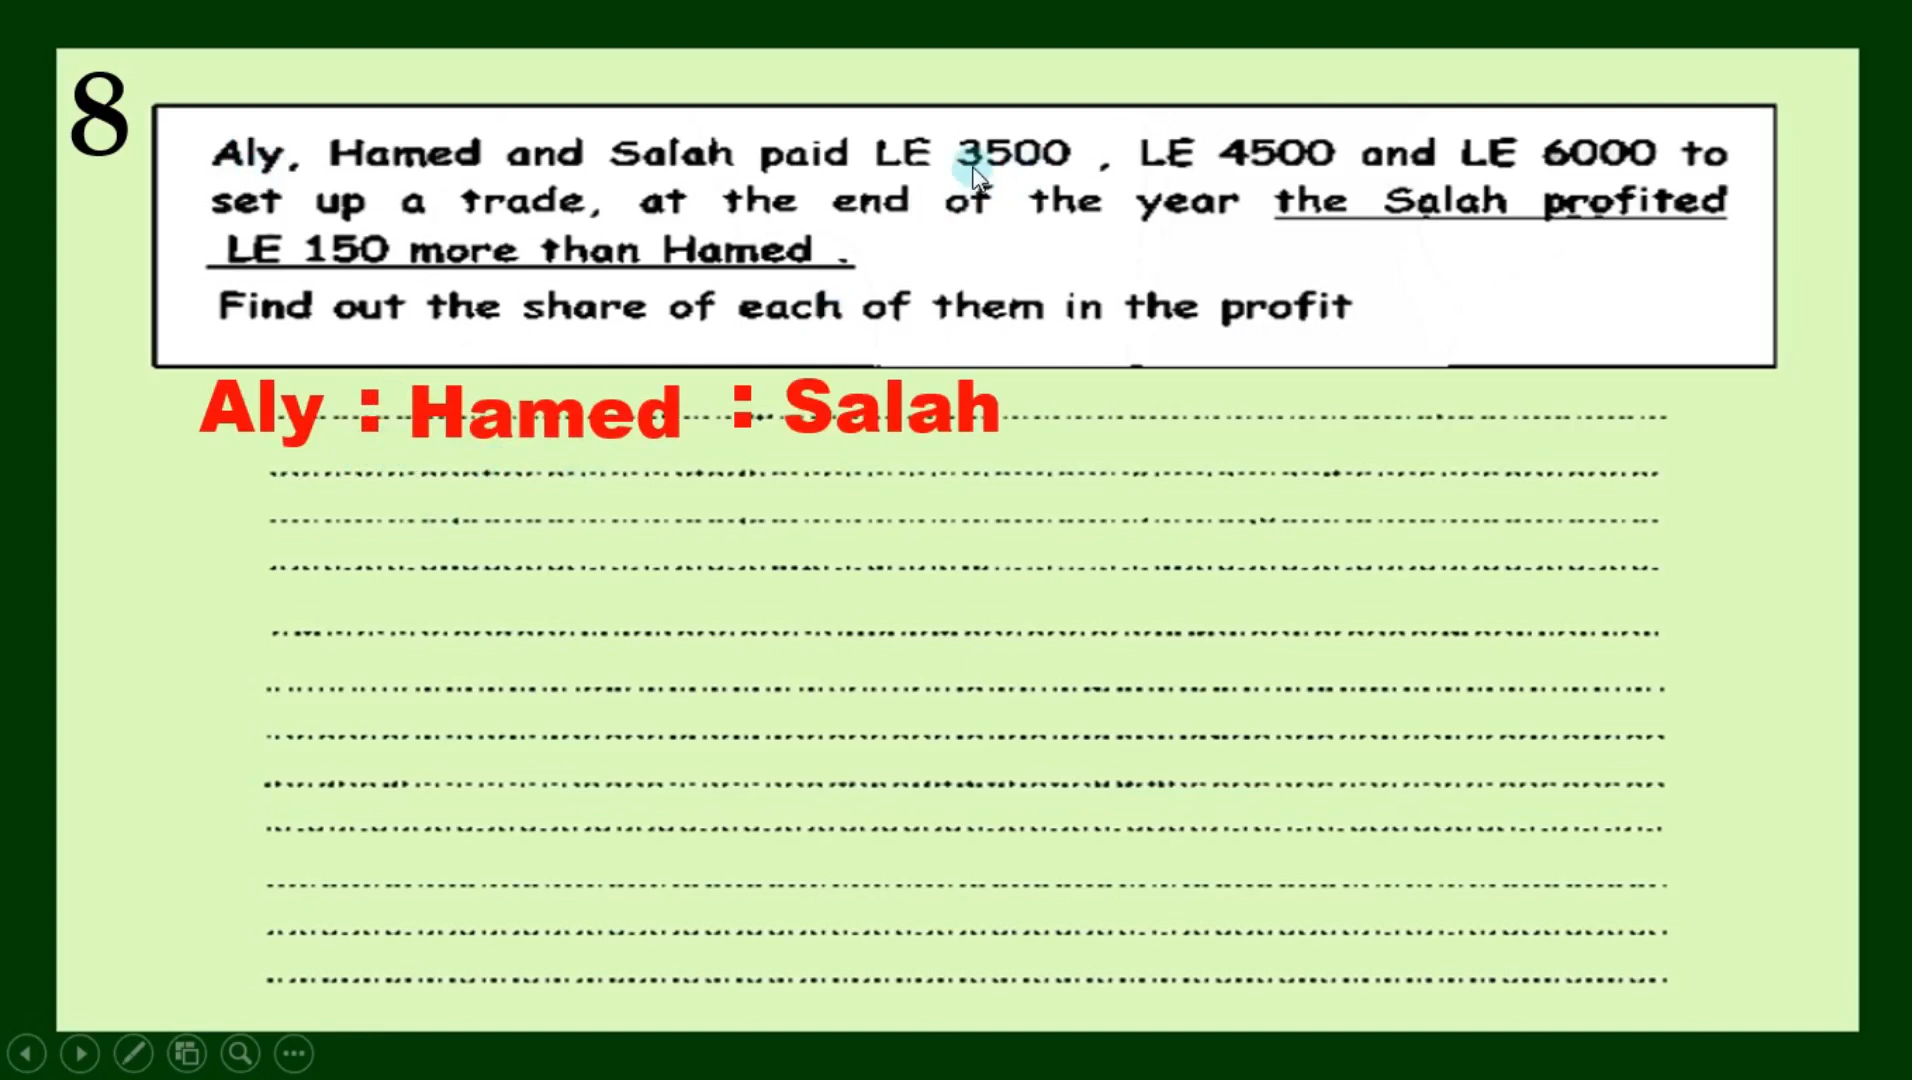 8
Aly, Hamed and Salah paid LE 3500 , LE 4500 and LE 6000 to
set up a trade, at the end of the year the Salah profited
LE 150 more than Hamed .
Find out the share of each of them in the profit
Aly : Hamed : Salah